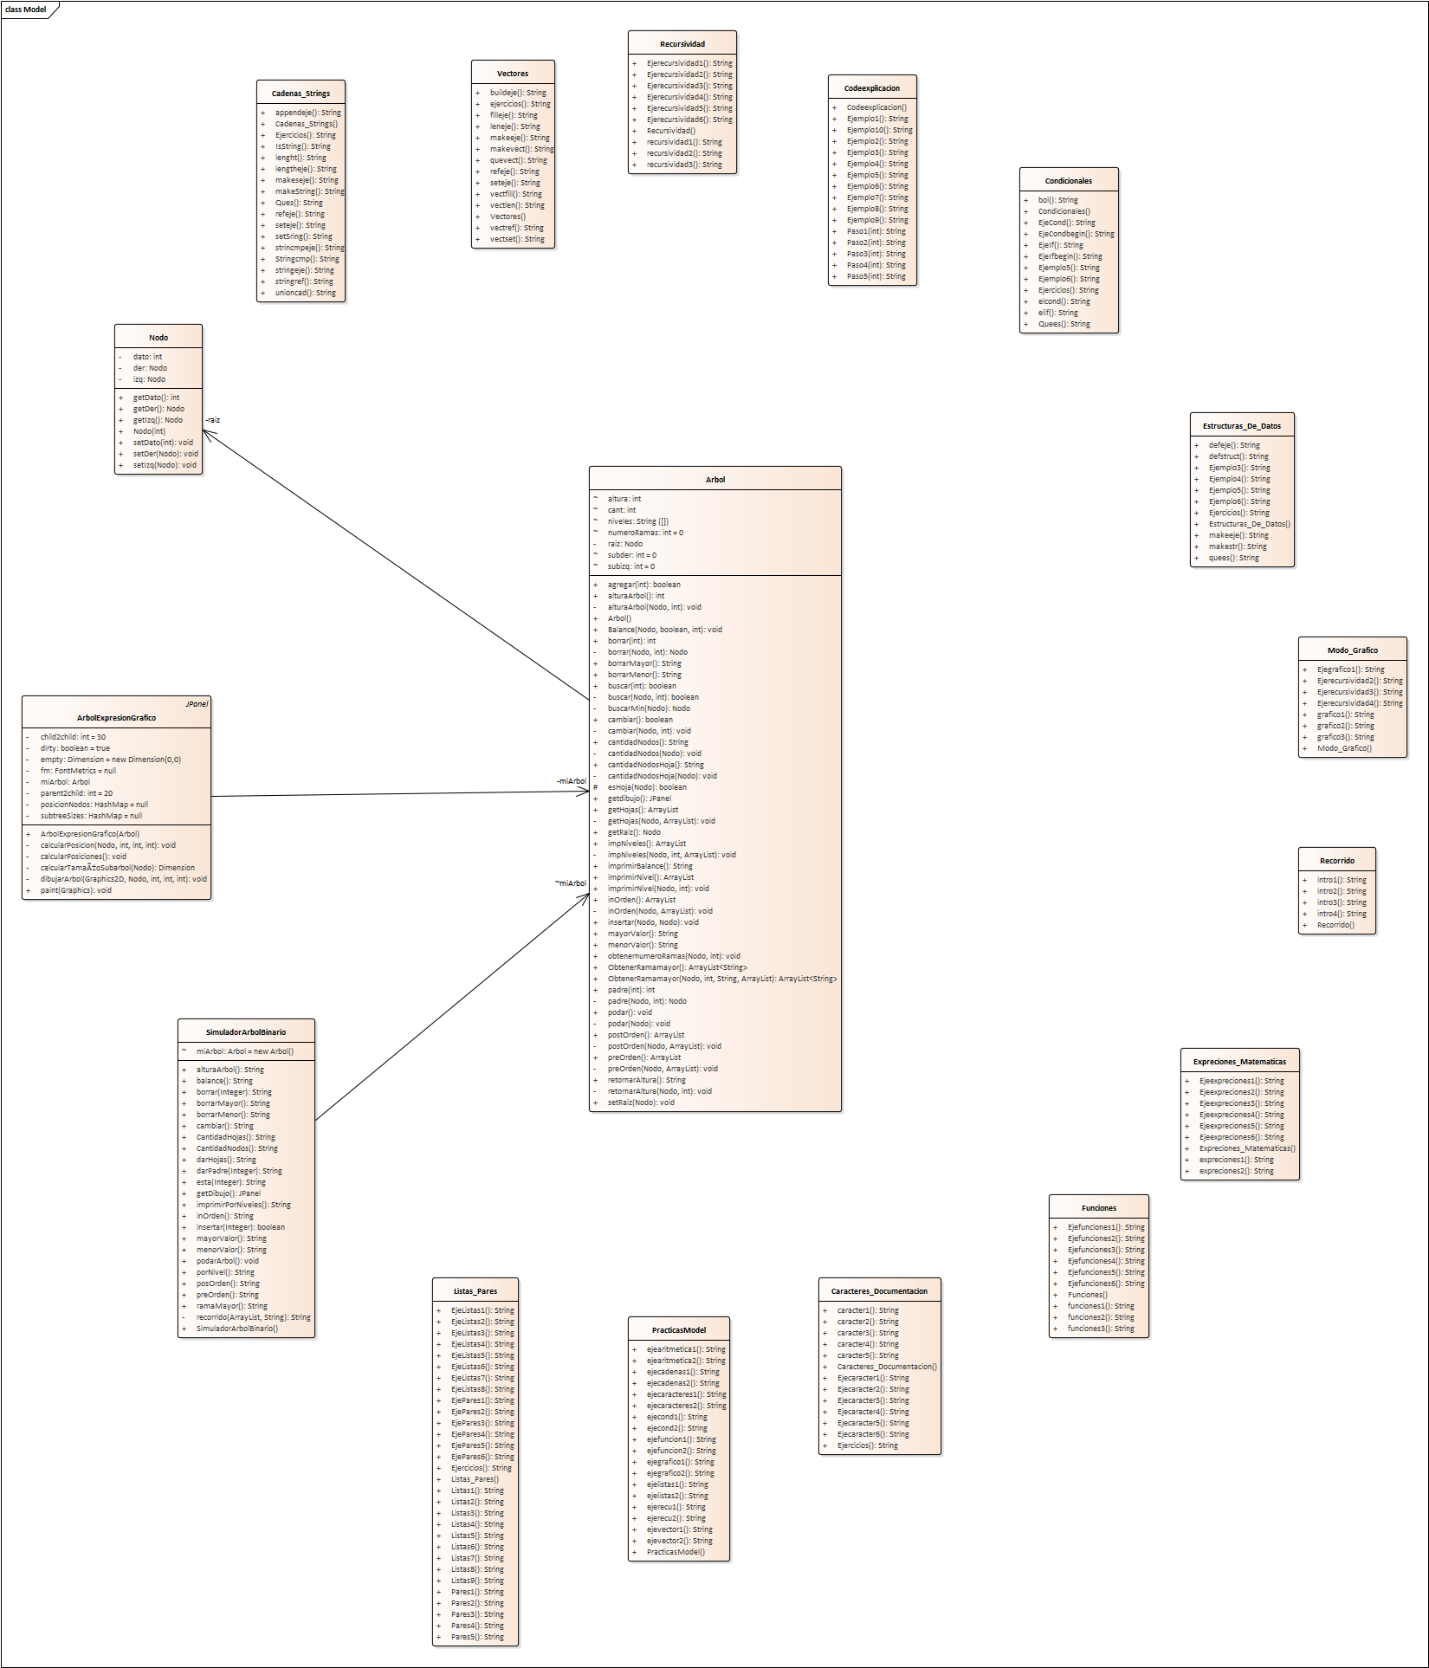 class Model
Recursividad
+ Ejerecursividad1(): String
+ Ejerecursividad2(): String
+ Ejerecursividad3(): String
+ Ejerecursividad4(): String
+ Ejerecursividad5(): String
+ Ejerecursividad6(): String
+ Recursividad()
+ recursividad1(): String
+ recursividad2(): String
+ recursividad3(): String
Vectores
+ buildeje(): String
+ ejercicios(): String
+ filleje(): String
+ leneje(): String
+ makeeje(): String
+ makevect(): String
+ quevect(): String
+ refeje(): String
+ seteje(): String
+ vectfill(): String
+ vectlen(): String
+ Vectores()
+ vectref(): String
+ vectset(): String
Codeexplicacion
+ Codeexplicacion()
+ Ejemplo1(): String
+ Ejemplo10(): String
+ Ejemplo2(): String
+ Ejemplo3(): String
+ Ejemplo4(): String
+ Ejemplo5(): String
+ Ejemplo6(): String
+ Ejemplo7(): String
+ Ejemplo8(): String
+ Ejemplo9(): String
+ Paso1(int): String
+ Paso2(int): String
+ Paso3(int): String
+ Paso4(int): String
+ Paso5(int): String
Cadenas_Strings
+ appendeje(): String
+ Cadenas_Strings()
+ Ejercicios(): String
+ IsString(): String
+ lenght(): String
+ lengtheje(): String
+ makeseje(): String
+ makeString(): String
+ Ques(): String
+ refeje(): String
+ seteje(): String
+ setSring(): String
+ strincmpeje(): String
+ Stringcmp(): String
+ stringeje(): String
+ stringref(): String
+ unioncad(): String
Condicionales
+ bol(): String
+ Condicionales()
+ EjeCond(): String
+ EjeCondbegin(): String
+ EjeIf(): String
+ EjeIfbegin(): String
+ Ejemplo5(): String
+ Ejemplo6(): String
+ Ejercicios(): String
+ elcond(): String
+ elif(): String
+ Quees(): String
Nodo
- dato: int
- der: Nodo
- izq: Nodo
+ getDato(): int
+ getDer(): Nodo
+ getIzq(): Nodo
+ Nodo(int)
+ setDato(int): void
+ setDer(Nodo): void
+ setIzq(Nodo): void
-raiz
Estructuras_De_Datos
+ defeje(): String
+ defstruct(): String
+ Ejemplo3(): String
+ Ejemplo4(): String
+ Ejemplo5(): String
+ Ejemplo6(): String
+ Ejercicios(): String
+ Estructuras_De_Datos()
+ makeeje(): String
+ makestr(): String
+ quees(): String
Arbol
~ altura: int
~ cant: int
~ niveles: String ([])
~ numeroRamas: int = 0
- raiz: Nodo
~ subder: int = 0
~ subizq: int = 0
+ agregar(int): boolean
+ alturaArbol(): int
- alturaArbol(Nodo, int): void
+ Arbol()
+ Balance(Nodo, boolean, int): void
+ borrar(int): int
- borrar(Nodo, int): Nodo
+ borrarMayor(): String
+ borrarMenor(): String
+ buscar(int): boolean
- buscar(Nodo, int): boolean
- buscarMin(Nodo): Nodo
+ cambiar(): boolean
- cambiar(Nodo, int): void
+ cantidadNodos(): String
- cantidadNodos(Nodo): void
+ cantidadNodosHoja(): String
- cantidadNodosHoja(Nodo): void
# esHoja(Nodo): boolean
+ getdibujo(): JPanel
+ getHojas(): ArrayList
- getHojas(Nodo, ArrayList): void
+ getRaiz(): Nodo
+ impNiveles(): ArrayList
- impNiveles(Nodo, int, ArrayList): void
+ imprimirBalance(): String
+ imprimirNivel(): ArrayList
+ imprimirNivel(Nodo, int): void
+ inOrden(): ArrayList
- inOrden(Nodo, ArrayList): void
+ insertar(Nodo, Nodo): void
+ mayorValor(): String
+ menorValor(): String
+ obtenernumeroRamas(Nodo, int): void
+ ObtenerRamamayor(): ArrayList<String>
+ ObtenerRamamayor(Nodo, int, String, ArrayList): ArrayList<String>
+ padre(int): int
- padre(Nodo, int): Nodo
+ podar(): void
- podar(Nodo): void
+ postOrden(): ArrayList
- postOrden(Nodo, ArrayList): void
+ preOrden(): ArrayList
- preOrden(Nodo, ArrayList): void
+ retornarAltura(): String
- retornarAltura(Nodo, int): void
+ setRaiz(Nodo): void
Modo_Grafico
+ Ejegrafico1(): String
+ Ejerecursividad2(): String
+ Ejerecursividad3(): String
+ Ejerecursividad4(): String
+ grafico1(): String
+ grafico2(): String
+ grafico3(): String
+ Modo_Grafico()
JPanel
ArbolExpresionGrafico
- child2child: int = 30
- dirty: boolean = true
- empty: Dimension = new Dimension(0,0)
- fm: FontMetrics = null
- miArbol: Arbol
- parent2child: int = 20
- posicionNodos: HashMap = null
- subtreeSizes: HashMap = null
+ ArbolExpresionGrafico(Arbol)
- calcularPosicion(Nodo, int, int, int): void
- calcularPosiciones(): void
- calcularTamaÃ±oSubarbol(Nodo): Dimension
- dibujarArbol(Graphics2D, Nodo, int, int, int): void
+ paint(Graphics): void
-miArbol
~miArbol
Recorrido
+ intro1(): String
+ intro2(): String
+ intro3(): String
+ intro4(): String
+ Recorrido()
SimuladorArbolBinario
~ miArbol: Arbol = new Arbol()
+ alturaArbol(): String
+ balance(): String
+ borrar(Integer): String
+ borrarMayor(): String
+ borrarMenor(): String
+ cambiar(): String
+ CantidadHojas(): String
+ CantidadNodos(): String
+ darHojas(): String
+ darPadre(Integer): String
+ esta(Integer): String
+ getDibujo(): JPanel
+ imprimirPorNiveles(): String
+ inOrden(): String
+ insertar(Integer): boolean
+ mayorValor(): String
+ menorValor(): String
+ podarArbol(): void
+ porNivel(): String
+ posOrden(): String
+ preOrden(): String
+ ramaMayor(): String
- recorrido(ArrayList, String): String
+ SimuladorArbolBinario()
Expreciones_Matematicas
+ Ejeexpreciones1(): String
+ Ejeexpreciones2(): String
+ Ejeexpreciones3(): String
+ Ejeexpreciones4(): String
+ Ejeexpreciones5(): String
+ Ejeexpreciones6(): String
+ Expreciones_Matematicas()
+ expreciones1(): String
+ expreciones2(): String
Funciones
+ Ejefunciones1(): String
+ Ejefunciones2(): String
+ Ejefunciones3(): String
+ Ejefunciones4(): String
+ Ejefunciones5(): String
+ Ejefunciones6(): String
+ Funciones()
+ funciones1(): String
+ funciones2(): String
+ funciones3(): String
Listas_Pares
+ EjeListas1(): String
+ EjeListas2(): String
+ EjeListas3(): String
+ EjeListas4(): String
+ EjeListas5(): String
+ EjeListas6(): String
+ EjeListas7(): String
+ EjeListas8(): String
+ EjePares1(): String
+ EjePares2(): String
+ EjePares3(): String
+ EjePares4(): String
+ EjePares5(): String
+ EjePares6(): String
+ Ejercicios(): String
+ Listas_Pares()
+ Listas1(): String
+ Listas2(): String
+ Listas3(): String
+ Listas4(): String
+ Listas5(): String
+ Listas6(): String
+ Listas7(): String
+ Listas8(): String
+ Listas9(): String
+ Pares1(): String
+ Pares2(): String
+ Pares3(): String
+ Pares4(): String
+ Pares5(): String
PracticasModel
+ ejearitmetica1(): String
+ ejearitmetica2(): String
+ ejecadenas1(): String
+ ejecadenas2(): String
+ ejecaracteres1(): String
+ ejecaracteres2(): String
+ ejecond1(): String
+ ejecond2(): String
+ ejefuncion1(): String
+ ejefuncion2(): String
+ ejegrafico1(): String
+ ejegrafico2(): String
+ ejelistas1(): String
+ ejelistas2(): String
+ ejerecu1(): String
+ ejerecu2(): String
+ ejevector1(): String
+ ejevector2(): String
+ PracticasModel()
Caracteres_Documentacion
+ caracter1(): String
+ caracter2(): String
+ caracter3(): String
+ caracter4(): String
+ caracter5(): String
+ Caracteres_Documentacion()
+ Ejecaracter1(): String
+ Ejecaracter2(): String
+ Ejecaracter3(): String
+ Ejecaracter4(): String
+ Ejecaracter5(): String
+ Ejecaracter6(): String
+ Ejercicios(): String